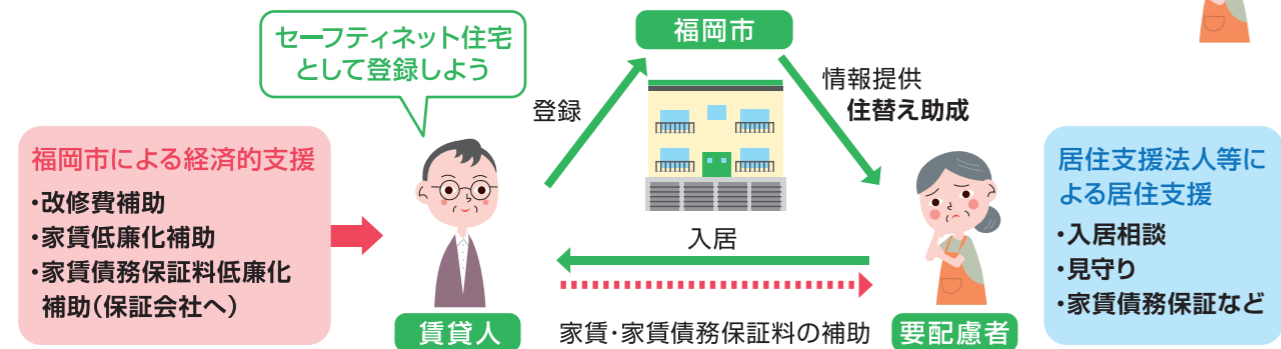 セーフティネット住宅
として登録しよう
福岡市
登録
情報提供
住替え助成
福岡市による経済的支援
・改修費補助
・家賃低廉化補助
・家賃債務保証料低廉化
補助(保証会社へ)
入居
家賃・家賃債務保証料の補助
賃貸人
要配慮者
居住支援法人等に
よる居住支援
・入居相談
・見守り
・家賃債務保証など